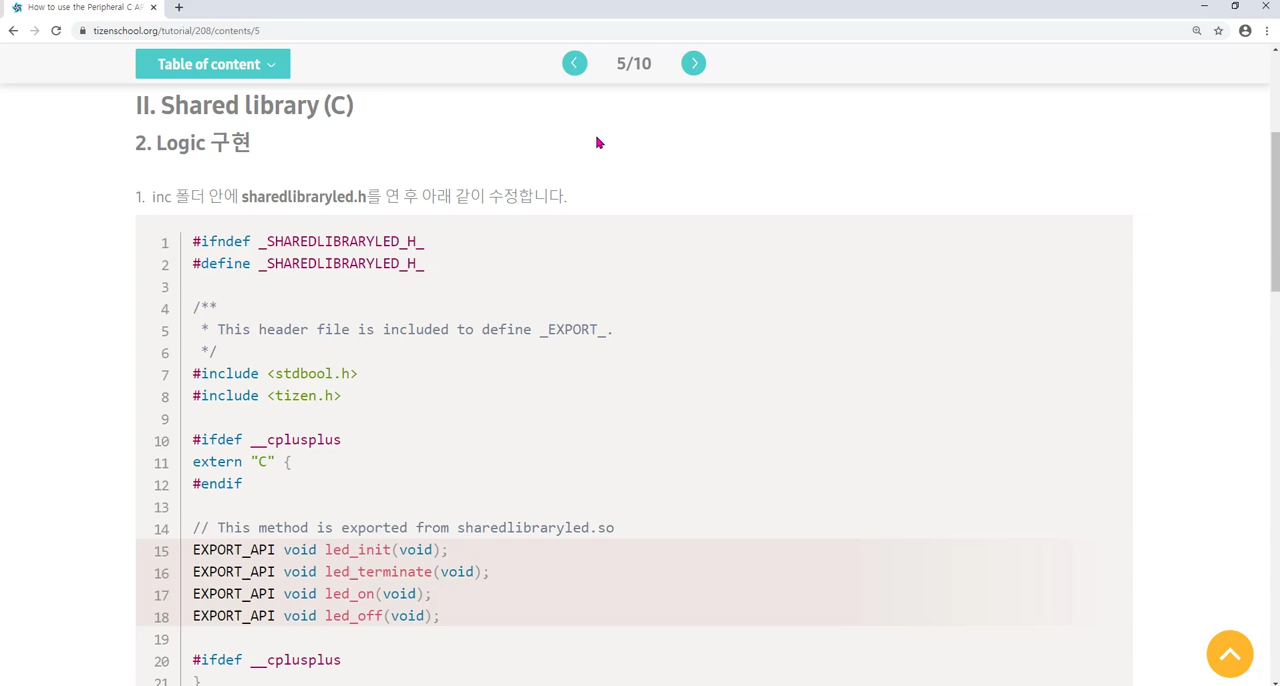 How to use the Peripheral C AP
tizenschool.org/tutorial/208/contents/5
Table of content
5/10
II. Shared library (C)
2. Logic 구현
1. inc 폴더 안에 sharedlibraryled.h를 연 후 아래 같이 수정합니다.
1 #ifndef _SHAREDLIBRARYLED_H_
2 #define _SHAREDLIBRARYLED_H_
3
4 /**
5 * This header file is included to define _EXPORT_.
6 */
7 #include <stdbool.h>
8 #include <tizen.h>
9
10 #ifdef __cplusplus
11 extern "C" {
12 #endif
13
14 // This method is exported from sharedlibraryled.so
15 EXPORT_API void led_init(void);
16 EXPORT_API void led_terminate(void);
17 EXPORT_API void led_on(void);
18 EXPORT_API void led_off(void);
19
20 #ifdef __cplusplus
21 }